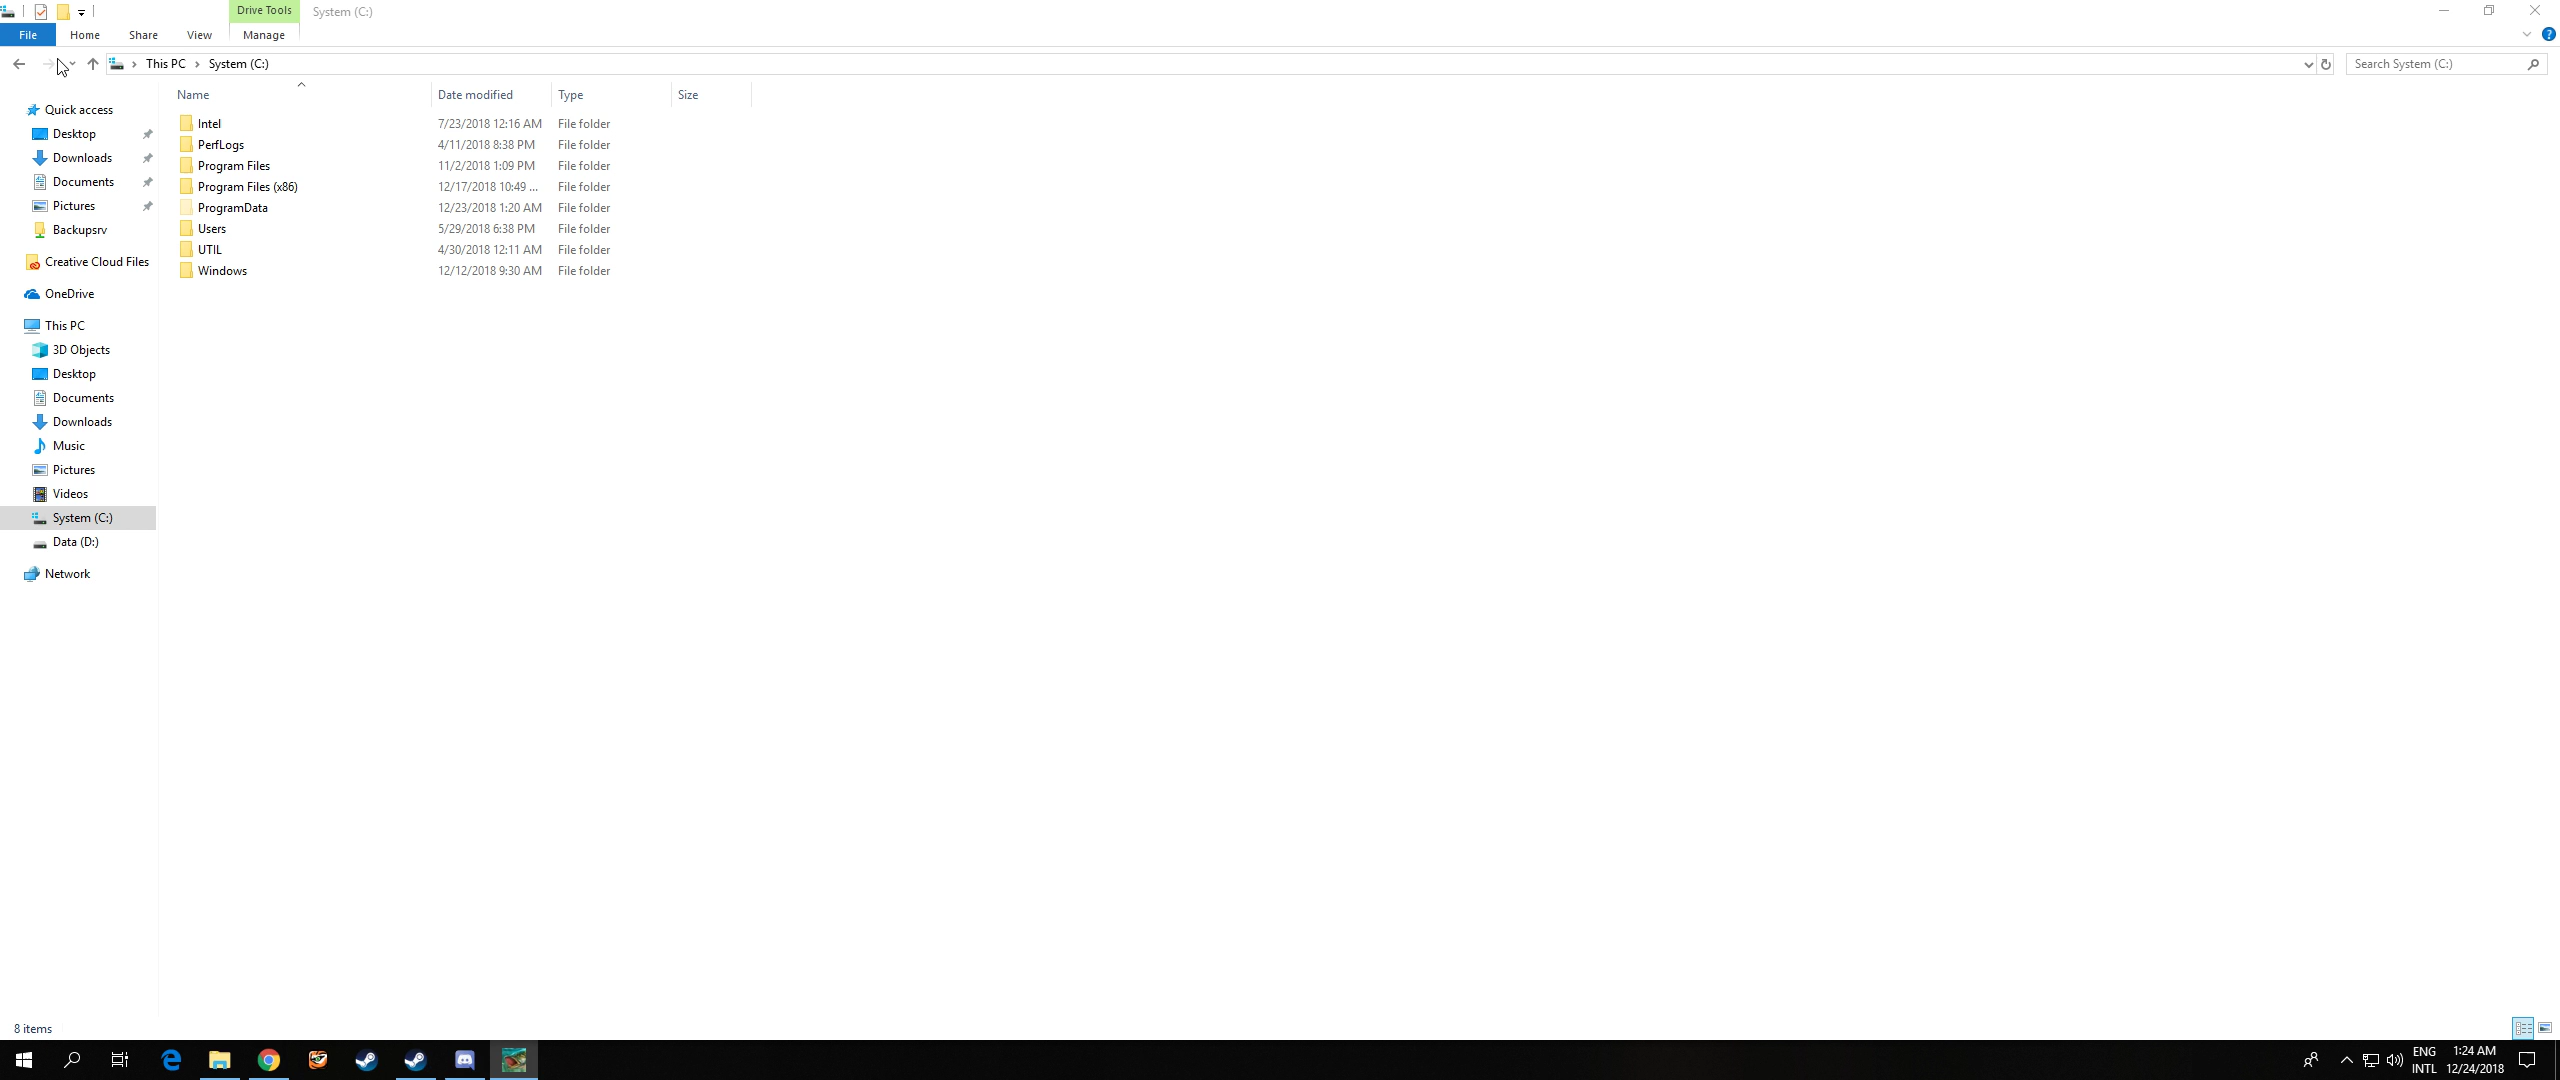 Drive Tools System (C:)
File Home Share View Manage
This PC System (C:) Search System (C:)
Name Date modified Type Size
Quick access
Desktop
Downloads
Documents
Pictures
Backupsrv
Creative Cloud Files
OneDrive
This PC
3D Objects
Desktop
Documents
Downloads
Music
Pictures
Videos
System (C:)
Data (D:)
Network
Intel 7/23/2018 12:16 AM File folder
PerfLogs 4/11/2018 8:38 PM File folder
Program Files 11/2/2018 1:09 PM File folder
Program Files (x86) 12/17/2018 10:49 ... File folder
ProgramData 12/23/2018 1:20 AM File folder
Users 5/29/2018 6:38 PM File folder
UTIL 4/30/2018 12:11 AM File folder
Windows 12/12/2018 9:30 AM File folder
8 items
ENG 1:24 AM
INTL 12/24/2018